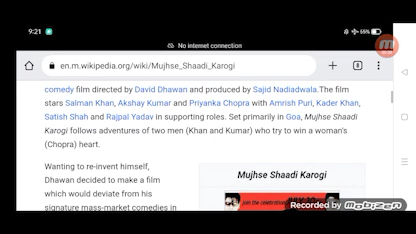 9:21
55%
No internet connection
en.m.wikipedia.org/wiki/Mujhse_Shaadi_Karogi
8
comedy film directed by David Dhawan and produced by Sajid Nadiadwala.The film
stars Salman Khan, Akshay Kumar and Priyanka Chopra with Amrish Puri, Kader Khan,
Satish Shah and Rajpal Yadav in supporting roles. Set primarily in Goa, Mujhse Shaadi
Karogi follows adventures of two men (Khan and Kumar) who try to win a woman's
(Chopra) heart.
Wanting to re-invent himself,
Dhawan decided to make a film
which would deviate from his
signature mass-market comedies in
Mujhse Shaadi Karogi
Join the celebration
Recorded by mobizen